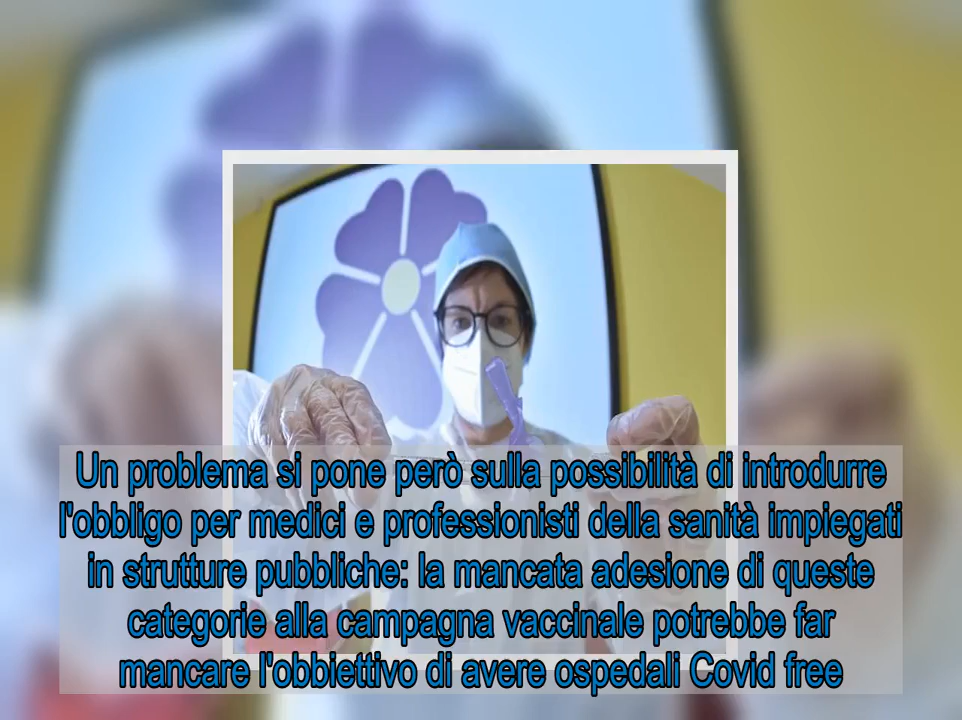 Un problema si pone però sulla possibilità di introdurre
l'obbligo per medici e professionisti della sanità impiegati
in strutture pubbliche: la mancata adesione di queste
categorie alla campagna vaccinale potrebbe far
mancare l'obbiettivo di avere ospedali Covid free